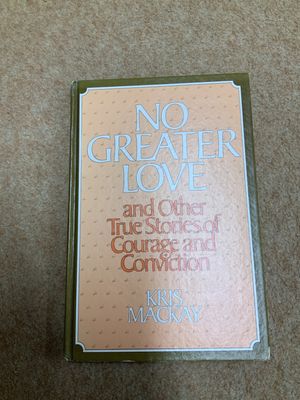 NO
GREATER
LOVE
and Other
True Stories of
Courage and
Conviction
KRIS
MACKAY